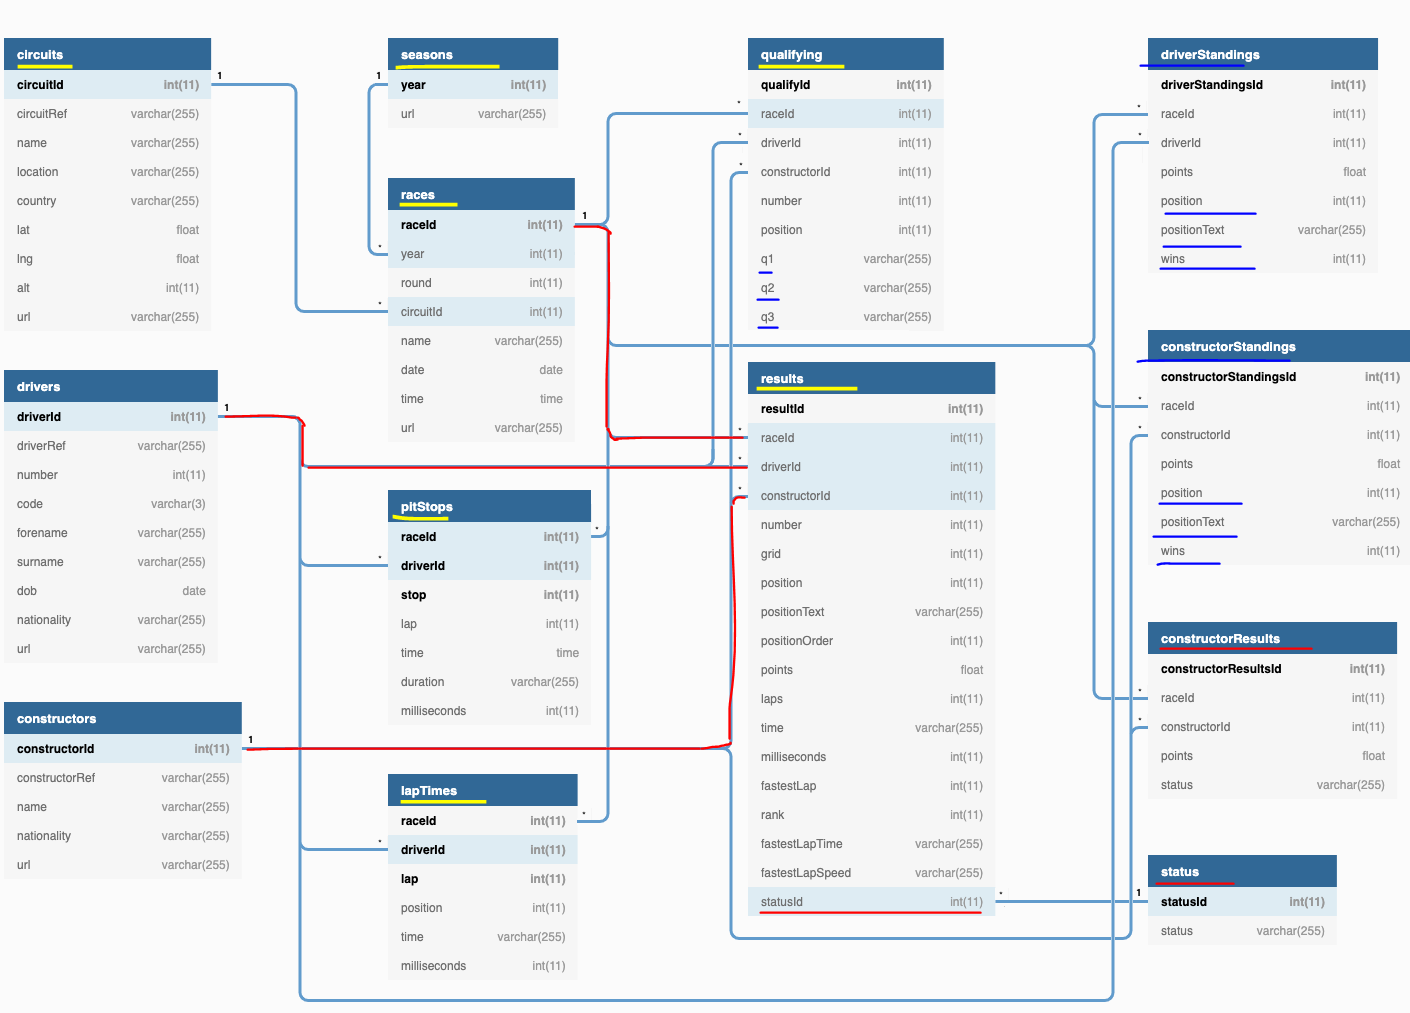 circuits
circuitId int(11)
circuitRef varchar(255)
name varchar(255)
location varchar(255)
country varchar(255)
lat float
lng float
alt int(11)
url varchar(255)
1
drivers
driverId int(11)
driverRef varchar(255)
number int(11)
code varchar(3)
forename varchar(255)
surname varchar(255)
dob date
nationality varchar(255)
url varchar(255)
1
constructors
constructorId int(11)
constructorRef varchar(255)
name varchar(255)
nationality varchar(255)
url varchar(255)
1
seasons
1
year int(11)
url varchar(255)
races
raceId int(11)
1
*
year int(11)
round int(11)
*
circuitId int(11)
name varchar(255)
date date
time time
url varchar(255)
pitStops
raceId int(11)
*
*
driverId int(11)
stop int(11)
lap int(11)
time time
duration varchar(255)
milliseconds int(11)
lapTimes
raceId int(11)
*
*
driverId int(11)
lap int(11)
position int(11)
time varchar(255)
milliseconds int(11)
qualifying
qualifyId int(11)
*
raceId int(11)
*
driverId int(11)
*
constructorId int(11)
number int(11)
position int(11)
q1 varchar(255)
q2 varchar(255)
q3 varchar(255)
results
resultId int(11)
*
raceId int(11)
*
driverId int(11)
*
constructorId int(11)
number int(11)
grid int(11)
position int(11)
positionText varchar(255)
positionOrder int(11)
points float
laps int(11)
time varchar(255)
milliseconds int(11)
fastestLap int(11)
rank int(11)
fastestLapTime varchar(255)
fastestLapSpeed varchar(255)
statusId int(11)
*
driverStandings
driverStandingsId int(11)
*
raceId int(11)
*
driverId int(11)
points float
position int(11)
positionText varchar(255)
wins int(11)
constructorStandings
constructorStandingsId int(11)
*
raceId int(11)
*
constructorId int(11)
points float
position int(11)
positionText varchar(255)
wins int(11)
constructorResults
constructorResultsId int(11)
*
raceId int(11)
*
constructorId int(11)
points float
status varchar(255)
status
1
statusId int(11)
status varchar(255)